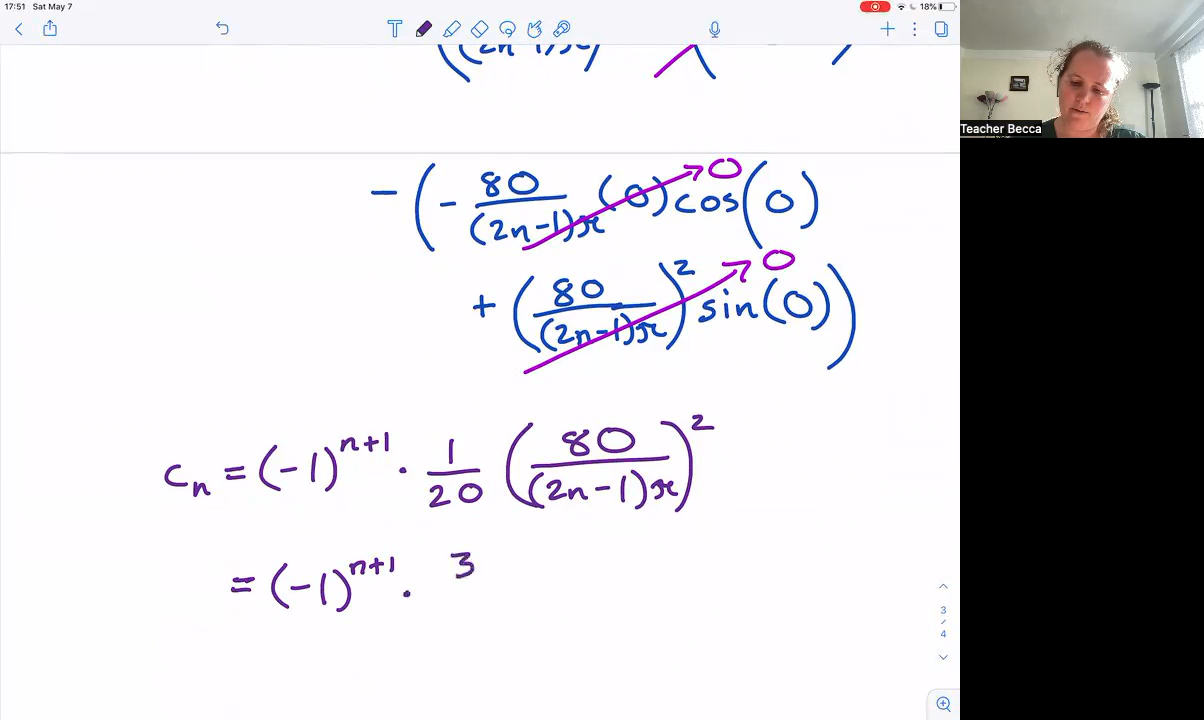 17:51 Sat May 7
18%
- (- 80/((2n-1)π) (0) cos(0) → 0
+ (80/((2n-1)π))² sin(0)) → 0
cₙ = (-1)ⁿ⁺¹ · 1/20 (80/((2n-1)π))²
= (-1)ⁿ⁺¹ · 3
3
/
4
Teacher Becca